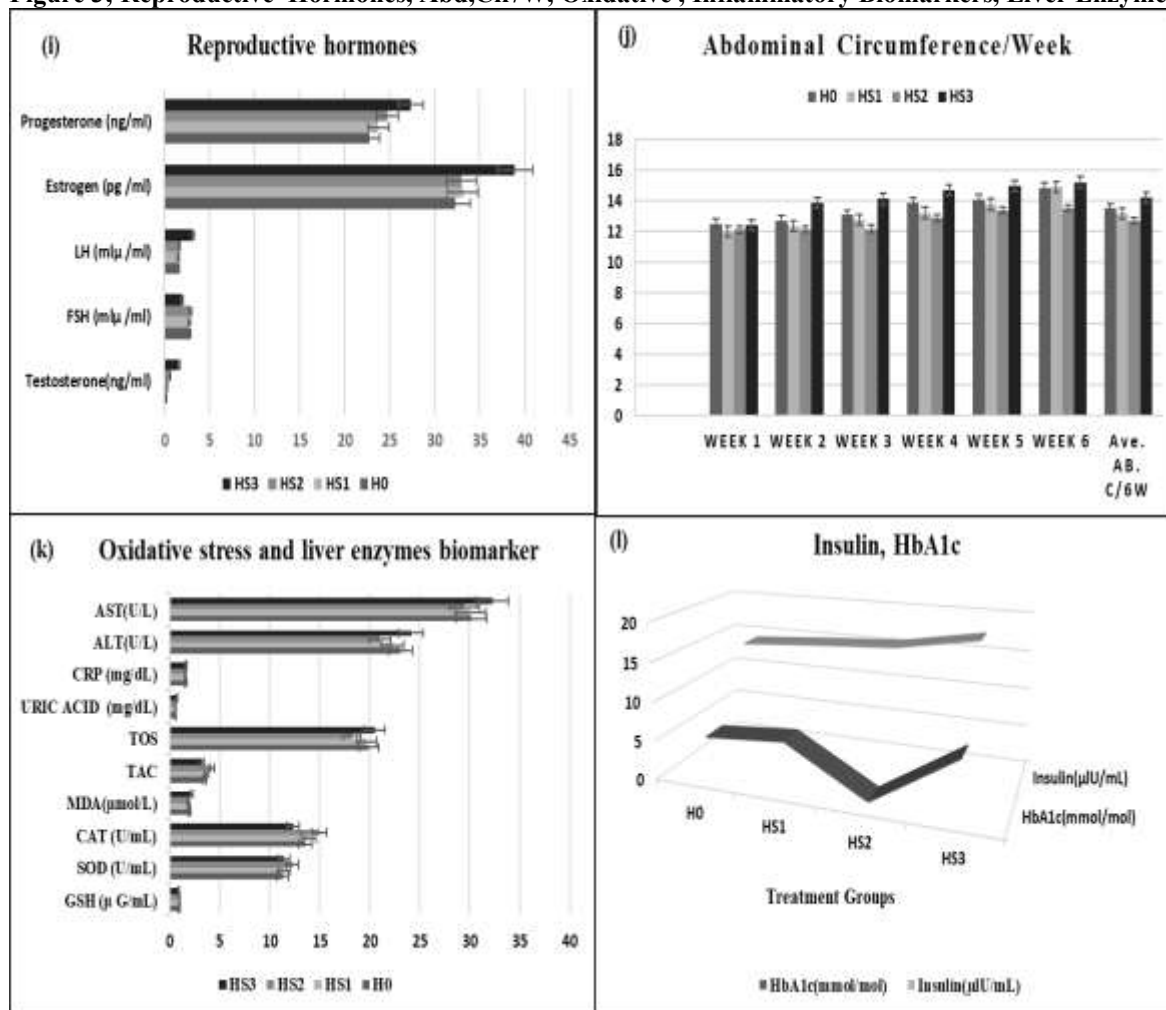 Figure 3, Reproductive Hormones, Abd,Cir/W, Oxidative , Inflammatory Biomarkers, Liver Enzyme
(i) Reproductive hormones
Progesterone (ng/ml)
Estrogen (pg /ml)
LH (mlµ /ml)
FSH (mlµ /ml)
Testosterone(ng/ml)
0 5 10 15 20 25 30 35 40 45
HS3 HS2 HS1 H0
(j) Abdominal Circumference/Week
H0 HS1 HS2 HS3
18
16
14
12
10
8
6
4
2
0
WEEK 1 WEEK 2 WEEK 3 WEEK 4 WEEK 5 WEEK 6 Ave.
AB.
C/6W
(k) Oxidative stress and liver enzymes biomarker
AST(U/L)
ALT(U/L)
CRP (mg/dL)
URIC ACID (mg/dL)
TOS
TAC
MDA(µmol/L)
CAT (U/mL)
SOD (U/mL)
GSH (µ G/mL)
0 5 10 15 20 25 30 35 40
HS3 HS2 HS1 H0
(l) Insulin, HbA1c
20
15
10
5
0
H0
HS1
HS2
HS3
Insulin(µlU/mL)
HbA1c(mmol/mol)
Treatment Groups
HbA1c(mmol/mol) Insulin(µlU/mL)